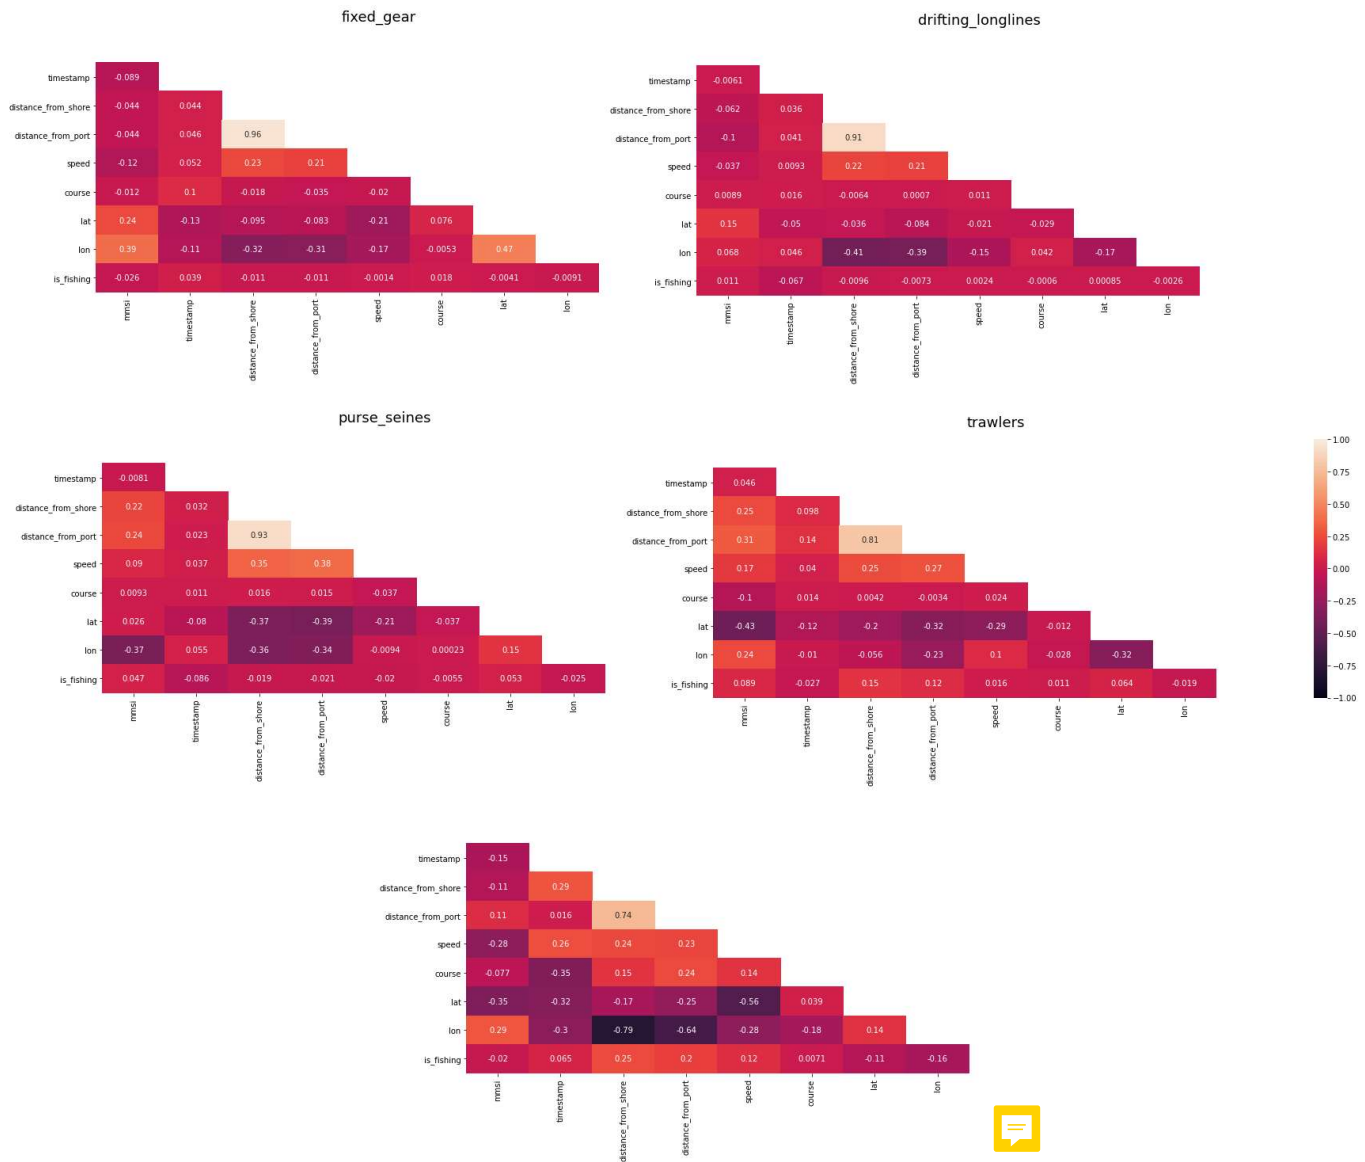 fixed_gear
timestamp -0.089
distance_from_shore -0.044 0.044
distance_from_port -0.044 0.046 0.96
speed -0.12 0.052 0.23 0.21
course -0.012 0.1 -0.018 -0.035 -0.02
lat 0.24 -0.13 -0.095 -0.083 -0.21 0.076
lon 0.39 -0.11 -0.32 -0.31 -0.17 -0.0053 0.47
is_fishing -0.026 0.039 -0.011 -0.011 -0.0014 0.018 -0.0041 -0.0091
mmsi timestamp distance_from_shore distance_from_port speed course lat lon
drifting_longlines
timestamp -0.0061
distance_from_shore -0.062 0.036
distance_from_port -0.1 0.041 0.91
speed -0.037 0.0093 0.22 0.21
course 0.0089 0.016 -0.0064 0.0007 0.011
lat 0.15 -0.05 -0.036 -0.084 -0.021 -0.029
lon 0.068 0.046 -0.41 -0.39 -0.15 0.042 -0.17
is_fishing 0.011 -0.067 -0.0096 -0.0073 0.0024 -0.0006 0.00085 -0.0026
mmsi timestamp distance_from_shore distance_from_port speed course lat lon
purse_seines
timestamp -0.0081
distance_from_shore 0.22 0.032
distance_from_port 0.24 0.023 0.93
speed 0.09 0.037 0.35 0.38
course 0.0093 0.011 0.016 0.015 -0.037
lat 0.026 -0.08 -0.37 -0.39 -0.21 -0.037
lon -0.37 0.055 -0.36 -0.34 -0.0094 0.00023 0.15
is_fishing 0.047 -0.086 -0.019 -0.021 -0.02 -0.0055 0.053 -0.025
mmsi timestamp distance_from_shore distance_from_port speed course lat lon
trawlers
timestamp 0.046
distance_from_shore 0.25 0.098
distance_from_port 0.31 0.14 0.81
speed 0.17 0.04 0.25 0.27
course -0.1 0.014 0.0042 -0.0034 0.024
lat -0.43 -0.12 -0.2 -0.32 -0.29 -0.012
lon 0.24 -0.01 -0.056 -0.23 0.1 -0.028 -0.32
is_fishing 0.089 -0.027 0.15 0.12 0.016 0.011 0.064 -0.019
mmsi timestamp distance_from_shore distance_from_port speed course lat lon
1.00
0.75
0.50
0.25
0.00
-0.25
-0.50
-0.75
-1.00
timestamp -0.15
distance_from_shore -0.11 0.29
distance_from_port 0.11 0.016 0.74
speed -0.28 0.26 0.24 0.23
course -0.077 -0.35 0.15 0.24 0.14
lat -0.35 -0.32 -0.17 -0.25 -0.56 0.039
lon 0.29 -0.3 -0.79 -0.64 -0.28 -0.18 0.14
is_fishing -0.02 0.065 0.25 0.2 0.12 0.0071 -0.11 -0.16
mmsi timestamp distance_from_shore distance_from_port speed course lat lon